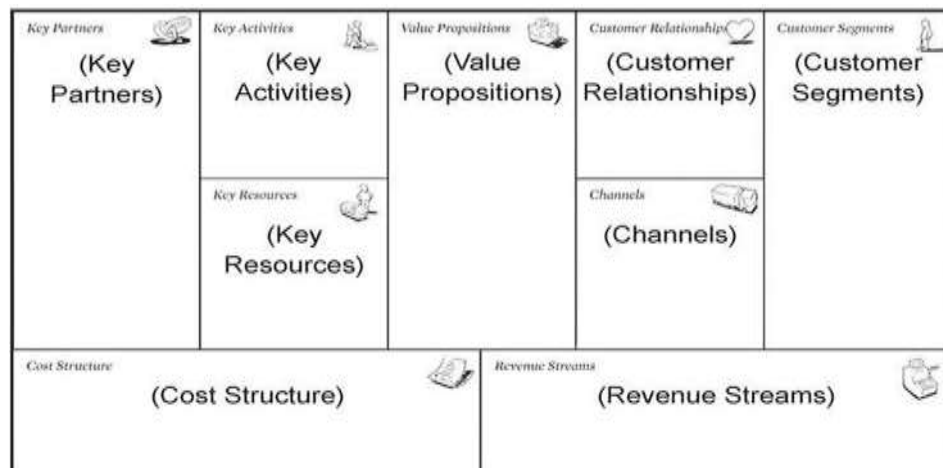 Key Partners
(Key
Partners)
Key Activities
(Key
Activities)
Key Resources
(Key
Resources)
Value Propositions
(Value
Propositions)
Customer Relationships
(Customer
Relationships)
Channels
(Channels)
Customer Segments
(Customer
Segments)
Cost Structure
(Cost Structure)
Revenue Streams
(Revenue Streams)